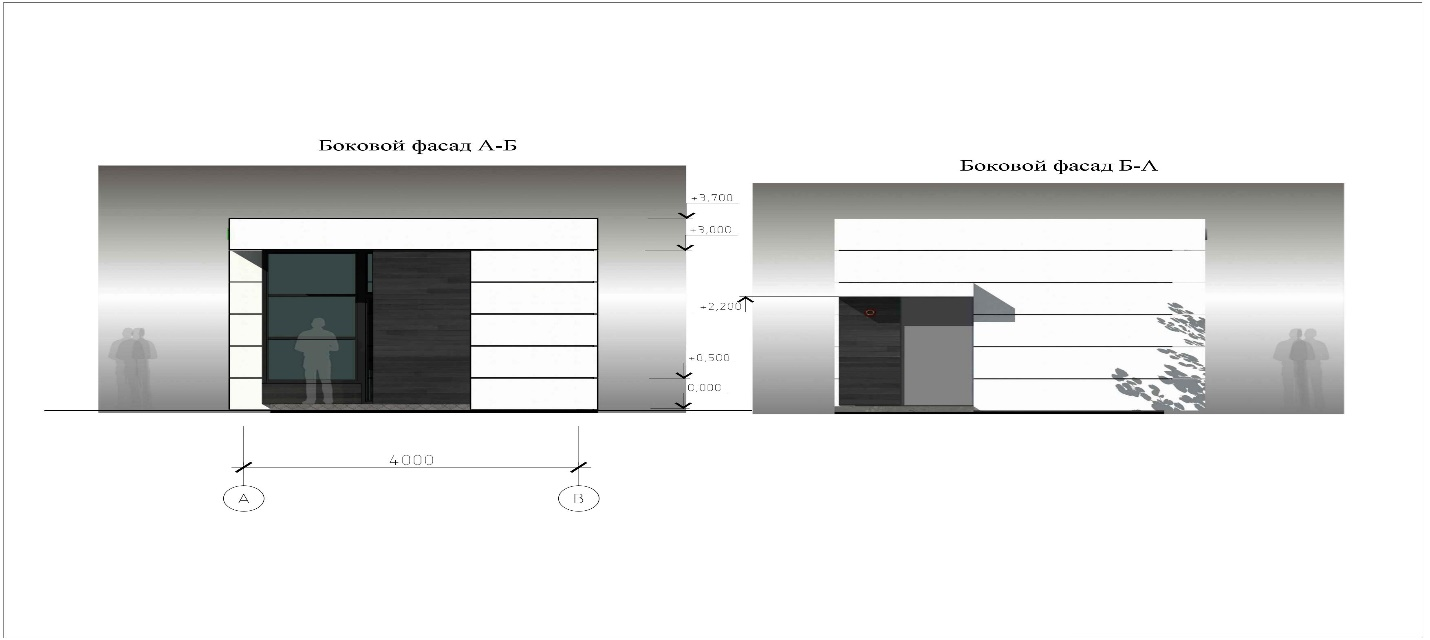 Боковой фасад А-Б
Боковой фасад Б-А
+3,700
+3,000
+2,200
+0,500
0,000
4000
А
В